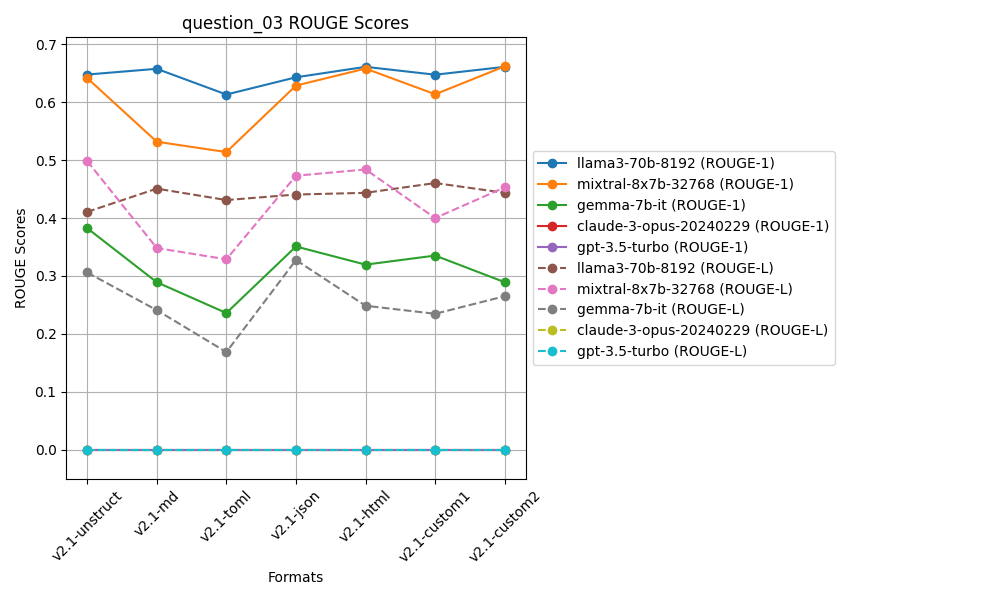 question_03 ROUGE Scores
0.7
0.6
0.5
0.4
0.3
0.2
0.1
0.0
ROUGE Scores
v2.1-unstruct
v2.1-md
v2.1-toml
v2.1-json
v2.1-html
v2.1-custom1
v2.1-custom2
Formats
llama3-70b-8192 (ROUGE-1)
mixtral-8x7b-32768 (ROUGE-1)
gemma-7b-it (ROUGE-1)
claude-3-opus-20240229 (ROUGE-1)
gpt-3.5-turbo (ROUGE-1)
llama3-70b-8192 (ROUGE-L)
mixtral-8x7b-32768 (ROUGE-L)
gemma-7b-it (ROUGE-L)
claude-3-opus-20240229 (ROUGE-L)
gpt-3.5-turbo (ROUGE-L)